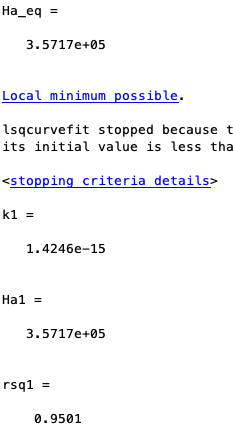 Ha_eq =
3.5717e+05
Local minimum possible.
lsqcurvefit stopped because t
its initial value is less tha
<stopping criteria details>
k1 =
1.4246e-15
Ha1 =
3.5717e+05
rsq1 =
0.9501